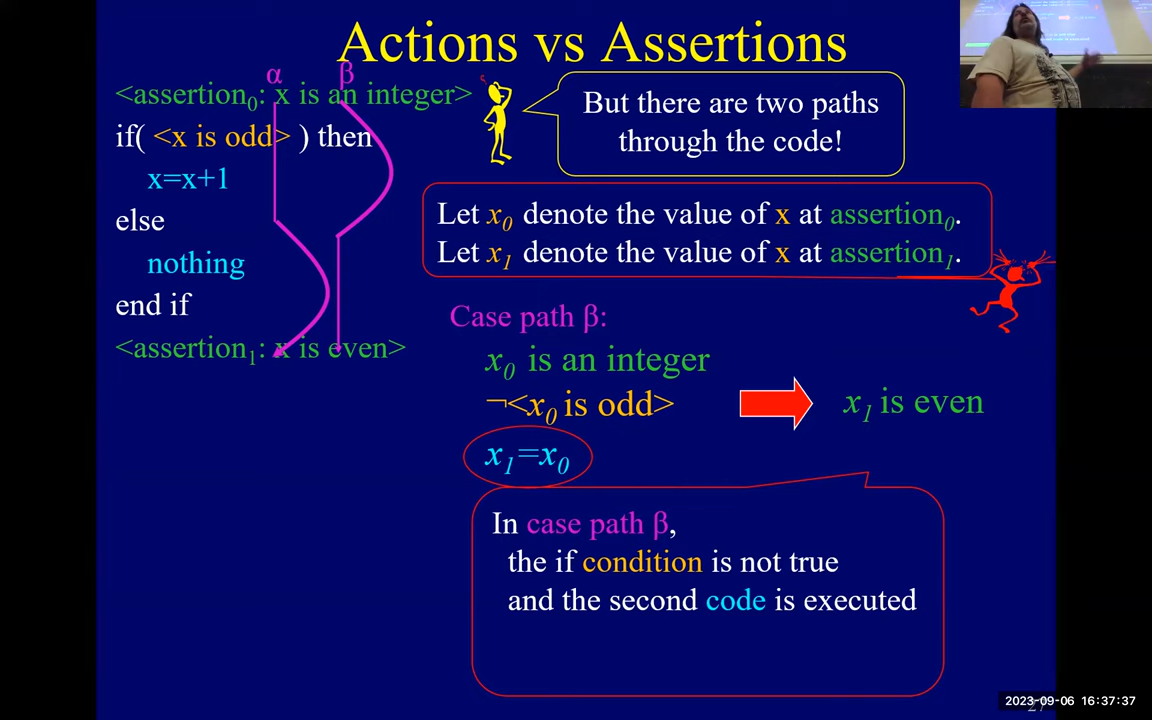 Actions vs Assertions
α β
<assertion₀: x is an integer>
if( <x is odd> ) then
x=x+1
else
nothing
end if
<assertion₁: x is even>
But there are two paths
through the code!
Let x₀ denote the value of x at assertion₀.
Let x₁ denote the value of x at assertion₁.
Case path β:
x₀ is an integer
¬<x₀ is odd>
x₁=x₀
x₁ is even
In case path β,
the if condition is not true
and the second code is executed
2023-09-06 16:37:37